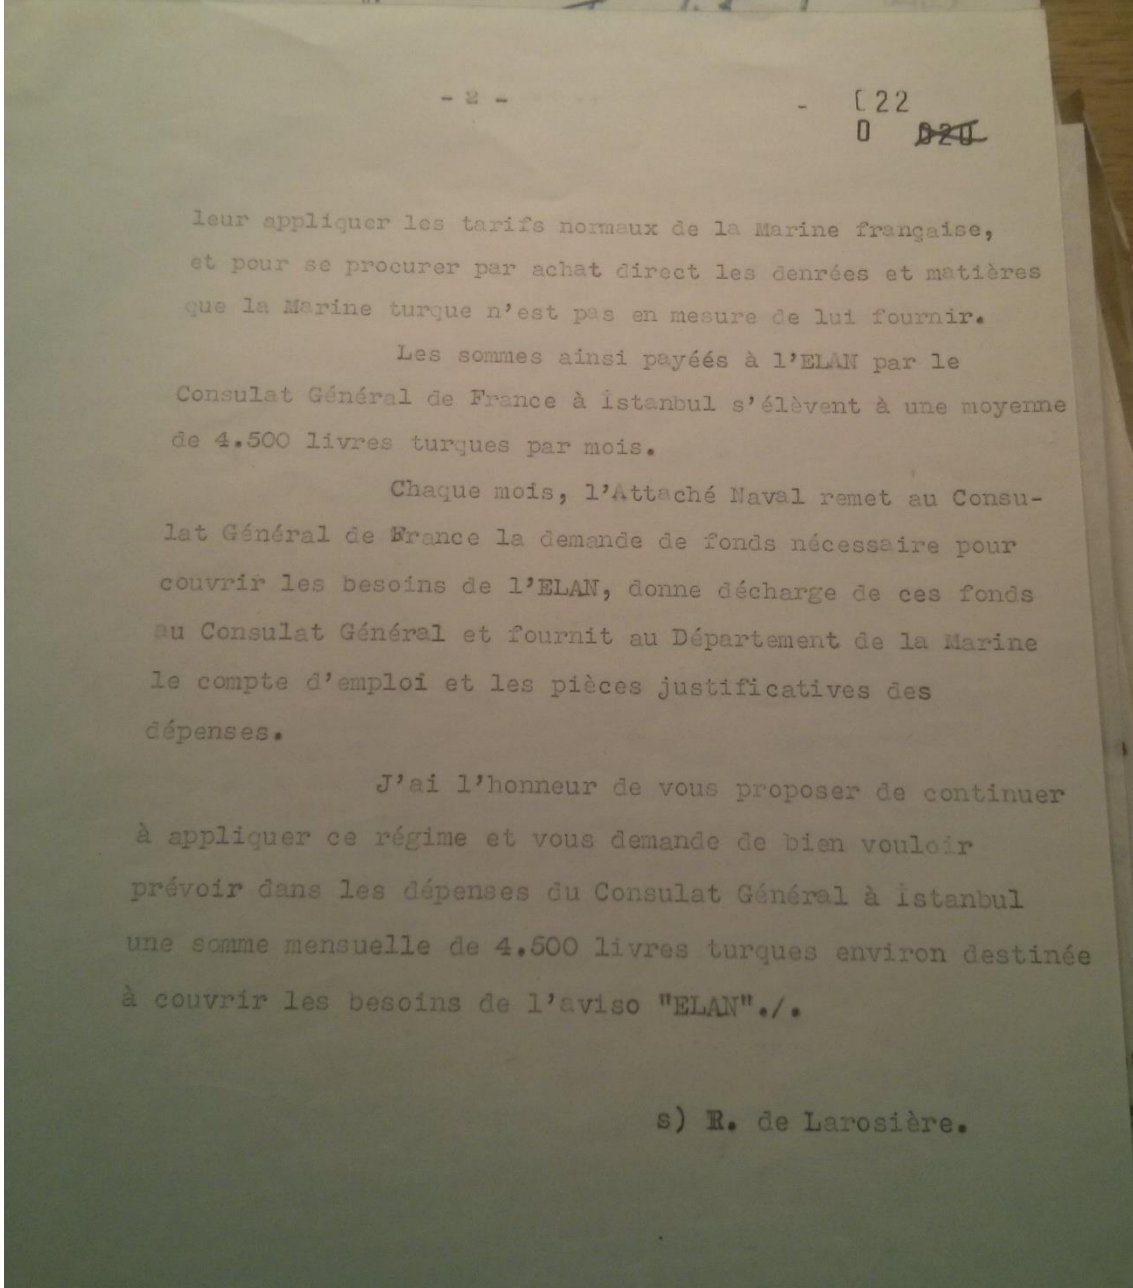 - 2 -
- [ 22
0 020
leur appliquer les tarifs normaux de la Marine française,
et pour se procurer par achat direct les denrées et matières
que la Marine turque n'est pas en mesure de lui fournir.
Les sommes ainsi payéés à l'ELAN par le
Consulat Général de France à İstanbul s'élèvent à une moyenne
de 4.500 livres turques par mois.
Chaque mois, l'Attaché Naval remet au Consu-
lat Général de France la demande de fonds nécessaire pour
couvrir les besoins de l'ELAN, donne décharge de ces fonds
au Consulat Général et fournit au Département de la Marine
le compte d'emploi et les pièces justificatives des
dépenses.
J'ai l'honneur de vous proposer de continuer
à appliquer ce régime et vous demande de bien vouloir
prévoir dans les dépenses du Consulat Général à İstanbul
une somme mensuelle de 4.500 livres turques environ destinée
à couvrir les besoins de l'aviso "ELAN"./.
s) R. de Larosière.